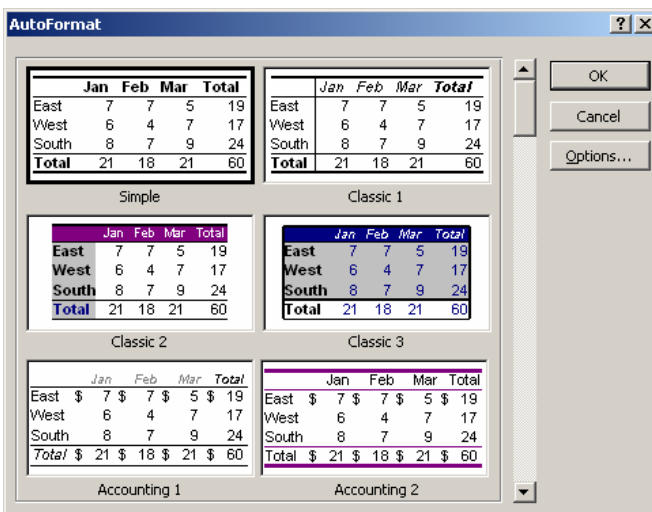 AutoFormat
OK
Cancel
Options...
Jan Feb Mar Total
East 7 7 5 19
West 6 4 7 17
South 8 7 9 24
Total 21 18 21 60
Simple
Jan Feb Mar Total
East 7 7 5 19
West 6 4 7 17
South 8 7 9 24
Total 21 18 21 60
Classic 1
Jan Feb Mar Total
East 7 7 5 19
West 6 4 7 17
South 8 7 9 24
Total 21 18 21 60
Classic 2
Jan Feb Mar Total
East 7 7 5 19
West 6 4 7 17
South 8 7 9 24
Total 21 18 21 60
Classic 3
Jan Feb Mar Total
East $ 7 $ 7 $ 5 $ 19
West 6 4 7 17
South 8 7 9 24
Total $ 21 $ 18 $ 21 $ 60
Accounting 1
Jan Feb Mar Total
East $ 7 $ 7 $ 5 $ 19
West 6 4 7 17
South 8 7 9 24
Total $ 21 $ 18 $ 21 $ 60
Accounting 2